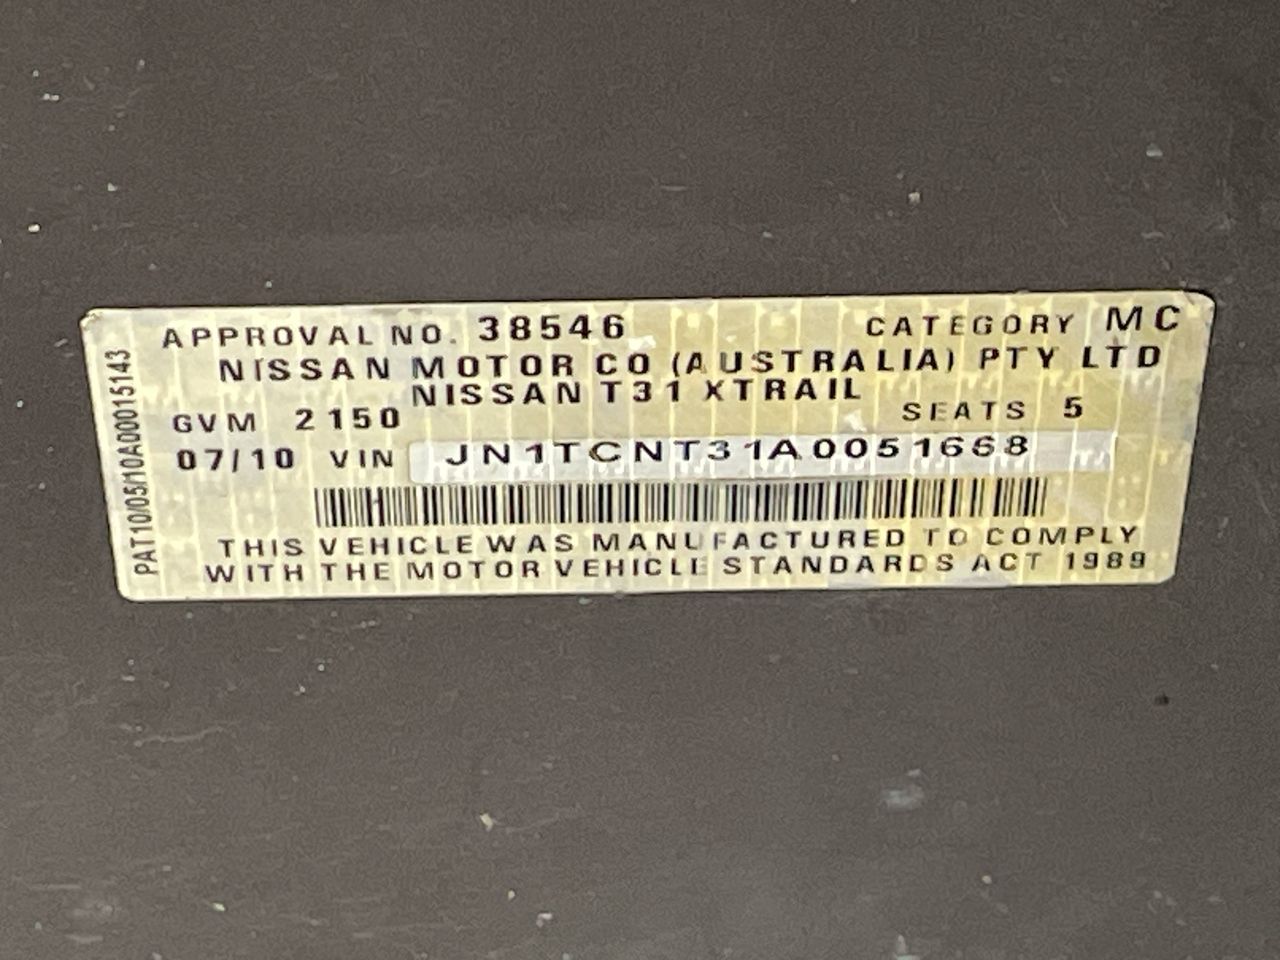 APPROVAL NO. 38546 CATEGORY MC
NISSAN MOTOR CO (AUSTRALIA) PTY LTD
NISSAN T31 XTRAIL
GVM 2150 SEATS 5
07/10 VIN JN1TCNT31A0051668
THIS VEHICLE WAS MANUFACTURED TO COMPLY
WITH THE MOTOR VEHICLE STANDARDS ACT 1989
PAT10/05/10A00015143